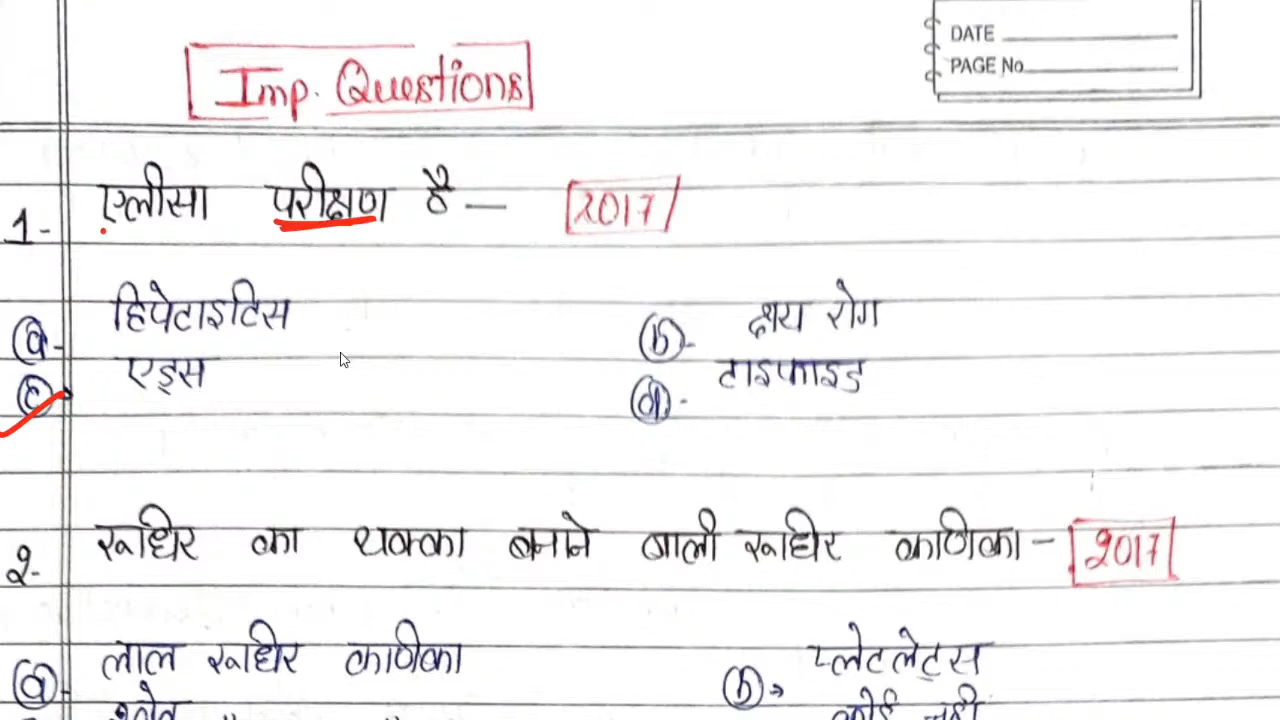 DATE
PAGE No
Imp. Questions
1- एलीसा परीक्षण है — 2017
(a)- हिपेटाइटिस (b)- क्षय रोग
(c) एड्स (d)- टाइफाइड
2- रूधिर का थक्का बनाने बाली रूधिर कणिका - 2017
(a)- लाल रूधिर कणिका (b)- प्लेटलेट्स
श्वेत कोई नही